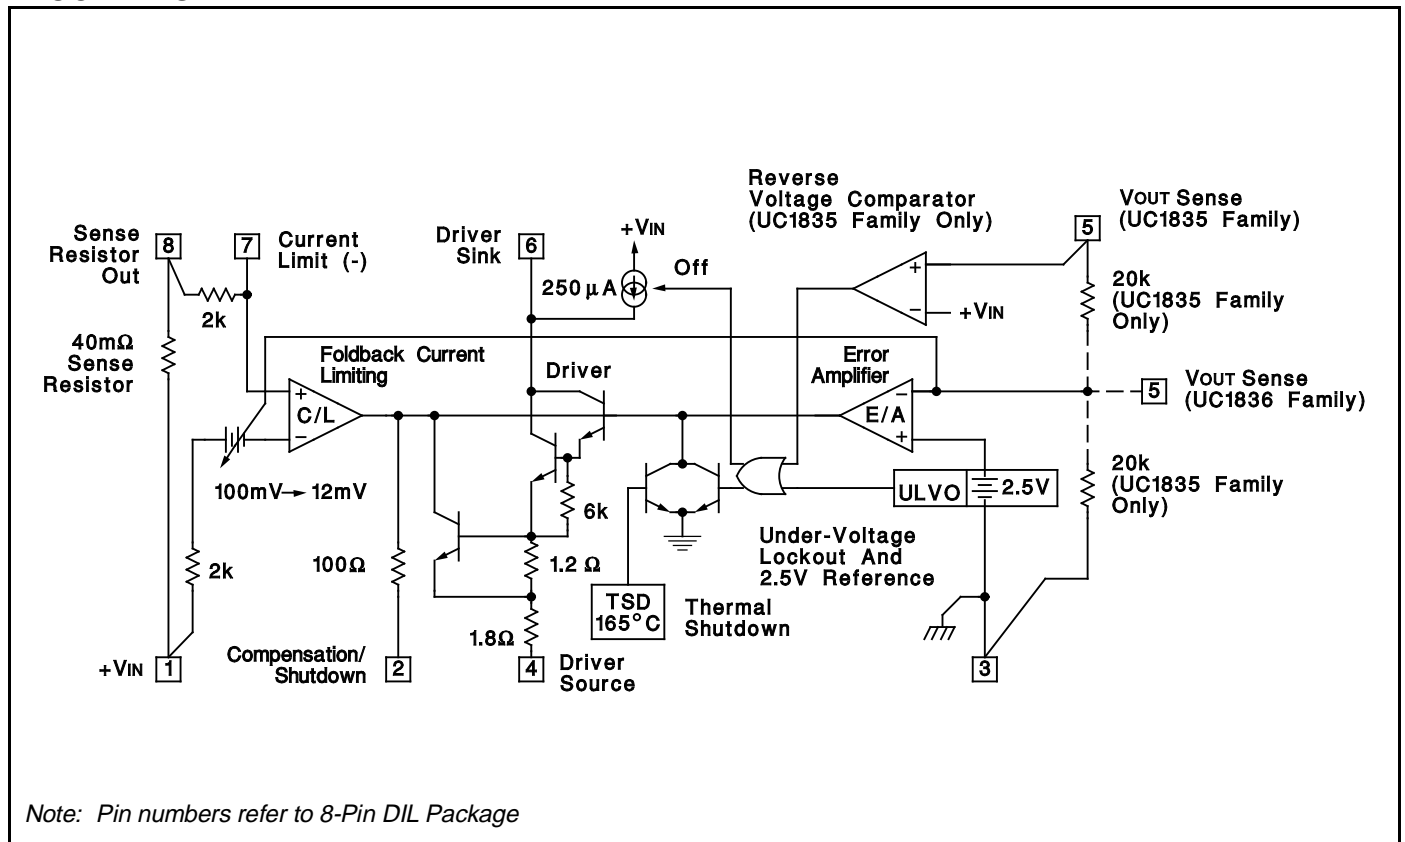 Reverse
Voltage Comparator
(UC1835 Family Only)
VOUT Sense
(UC1835 Family)
Sense
Resistor
Out
8
7
Current
Limit (-)
Driver
Sink
6
+VIN
5
Off
250 µA
+
−
+VIN
20k
(UC1835 Family
Only)
2k
40mΩ
Sense
Resistor
Foldback Current
Limiting
Driver
Error
Amplifier
5
VOUT Sense
(UC1836 Family)
+
C/L
−
−
E/A
+
100mV→ 12mV
6k
ULVO
2.5V
20k
(UC1835 Family
Only)
Under-Voltage
Lockout And
2.5V Reference
2k
100Ω
1.2 Ω
TSD
165°C
Thermal
Shutdown
1.8Ω
+VIN
1
Compensation/
Shutdown
2
4
Driver
Source
3
Note: Pin numbers refer to 8-Pin DIL Package